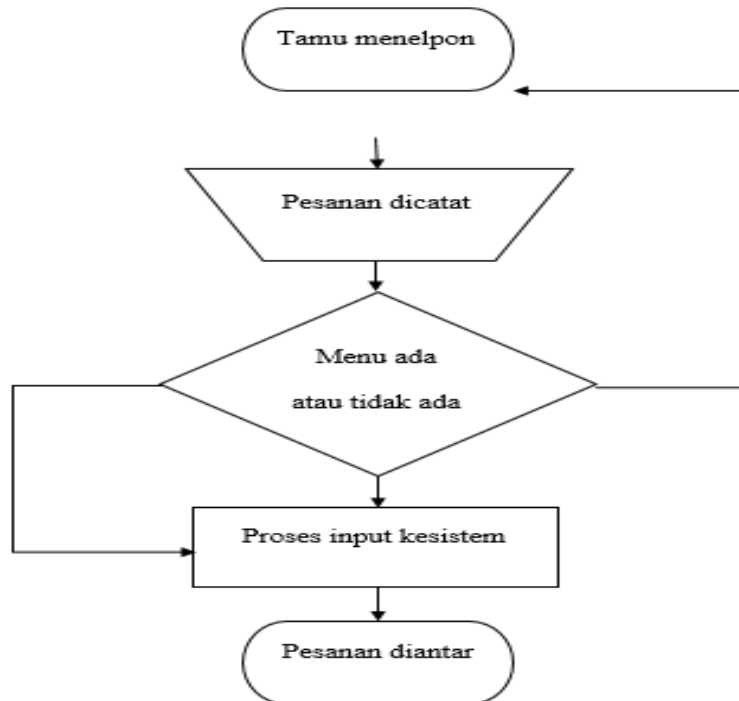 Tamu menelpon
Pesanan dicatat
Menu ada
atau tidak ada
Proses input kesistem
Pesanan diantar